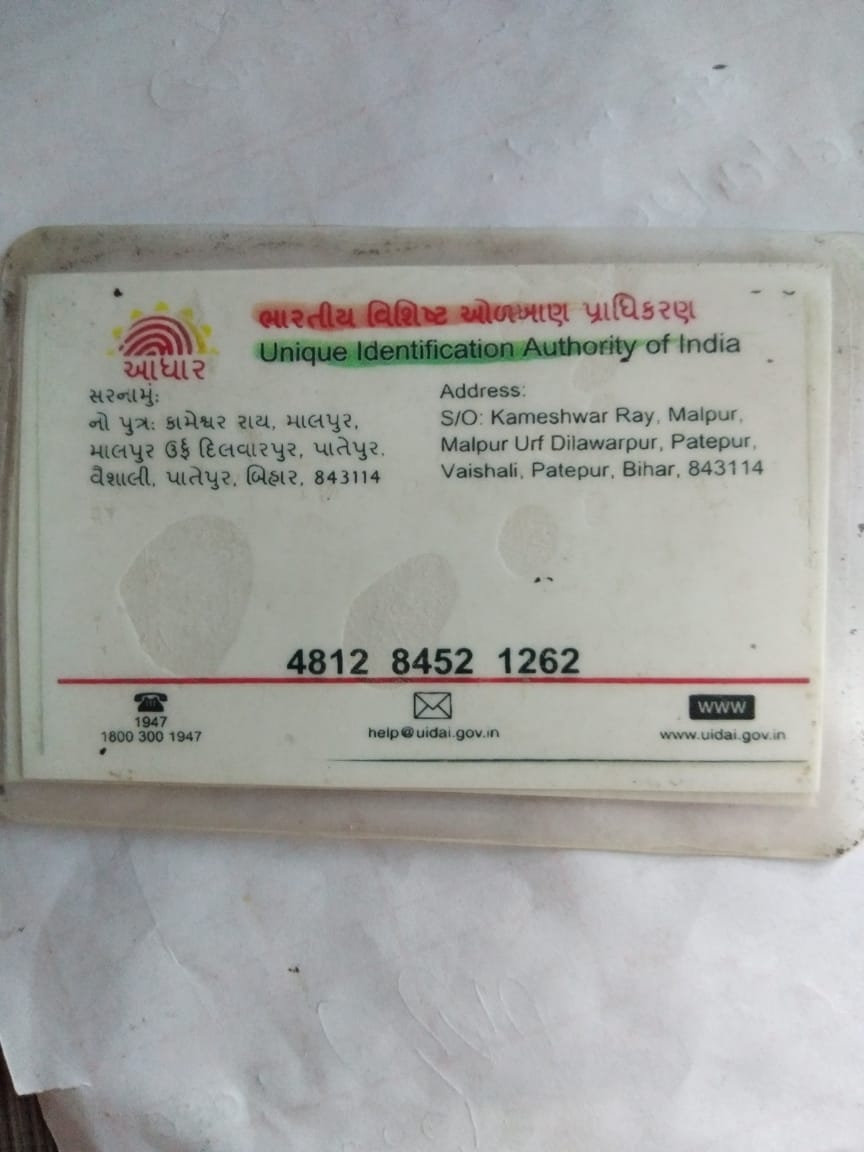 ભારતીય વિશિષ્ટ ઓળખાણ પ્રાધિકરણ
Unique Identification Authority of India
આધાર
સરનામું:
નો પુત્ર: કામેશ્વર રાય, માલપુર,
માલપુર ઉર્ફ દિલવારપુર, પાતેપુર,
વૈશાલી, પાતેપુર, બિહાર, 843114
Address:
S/O: Kameshwar Ray, Malpur,
Malpur Urf Dilawarpur, Patepur,
Vaishali, Patepur, Bihar, 843114
4812 8452 1262
1947
1800 300 1947
help@uidai.gov.in
WWW
www.uidai.gov.in